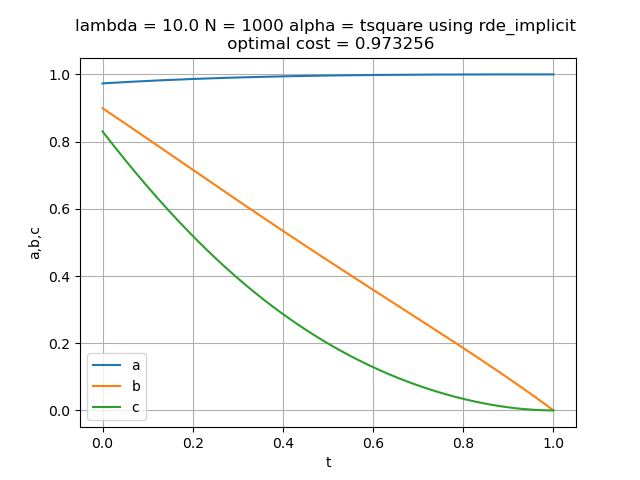 lambda = 10.0 N = 1000 alpha = tsquare using rde_implicit
optimal cost = 0.973256
1.0
0.8
0.6
0.4
0.2
0.0
a,b,c
a
b
c
0.0 0.2 0.4 0.6 0.8 1.0
t